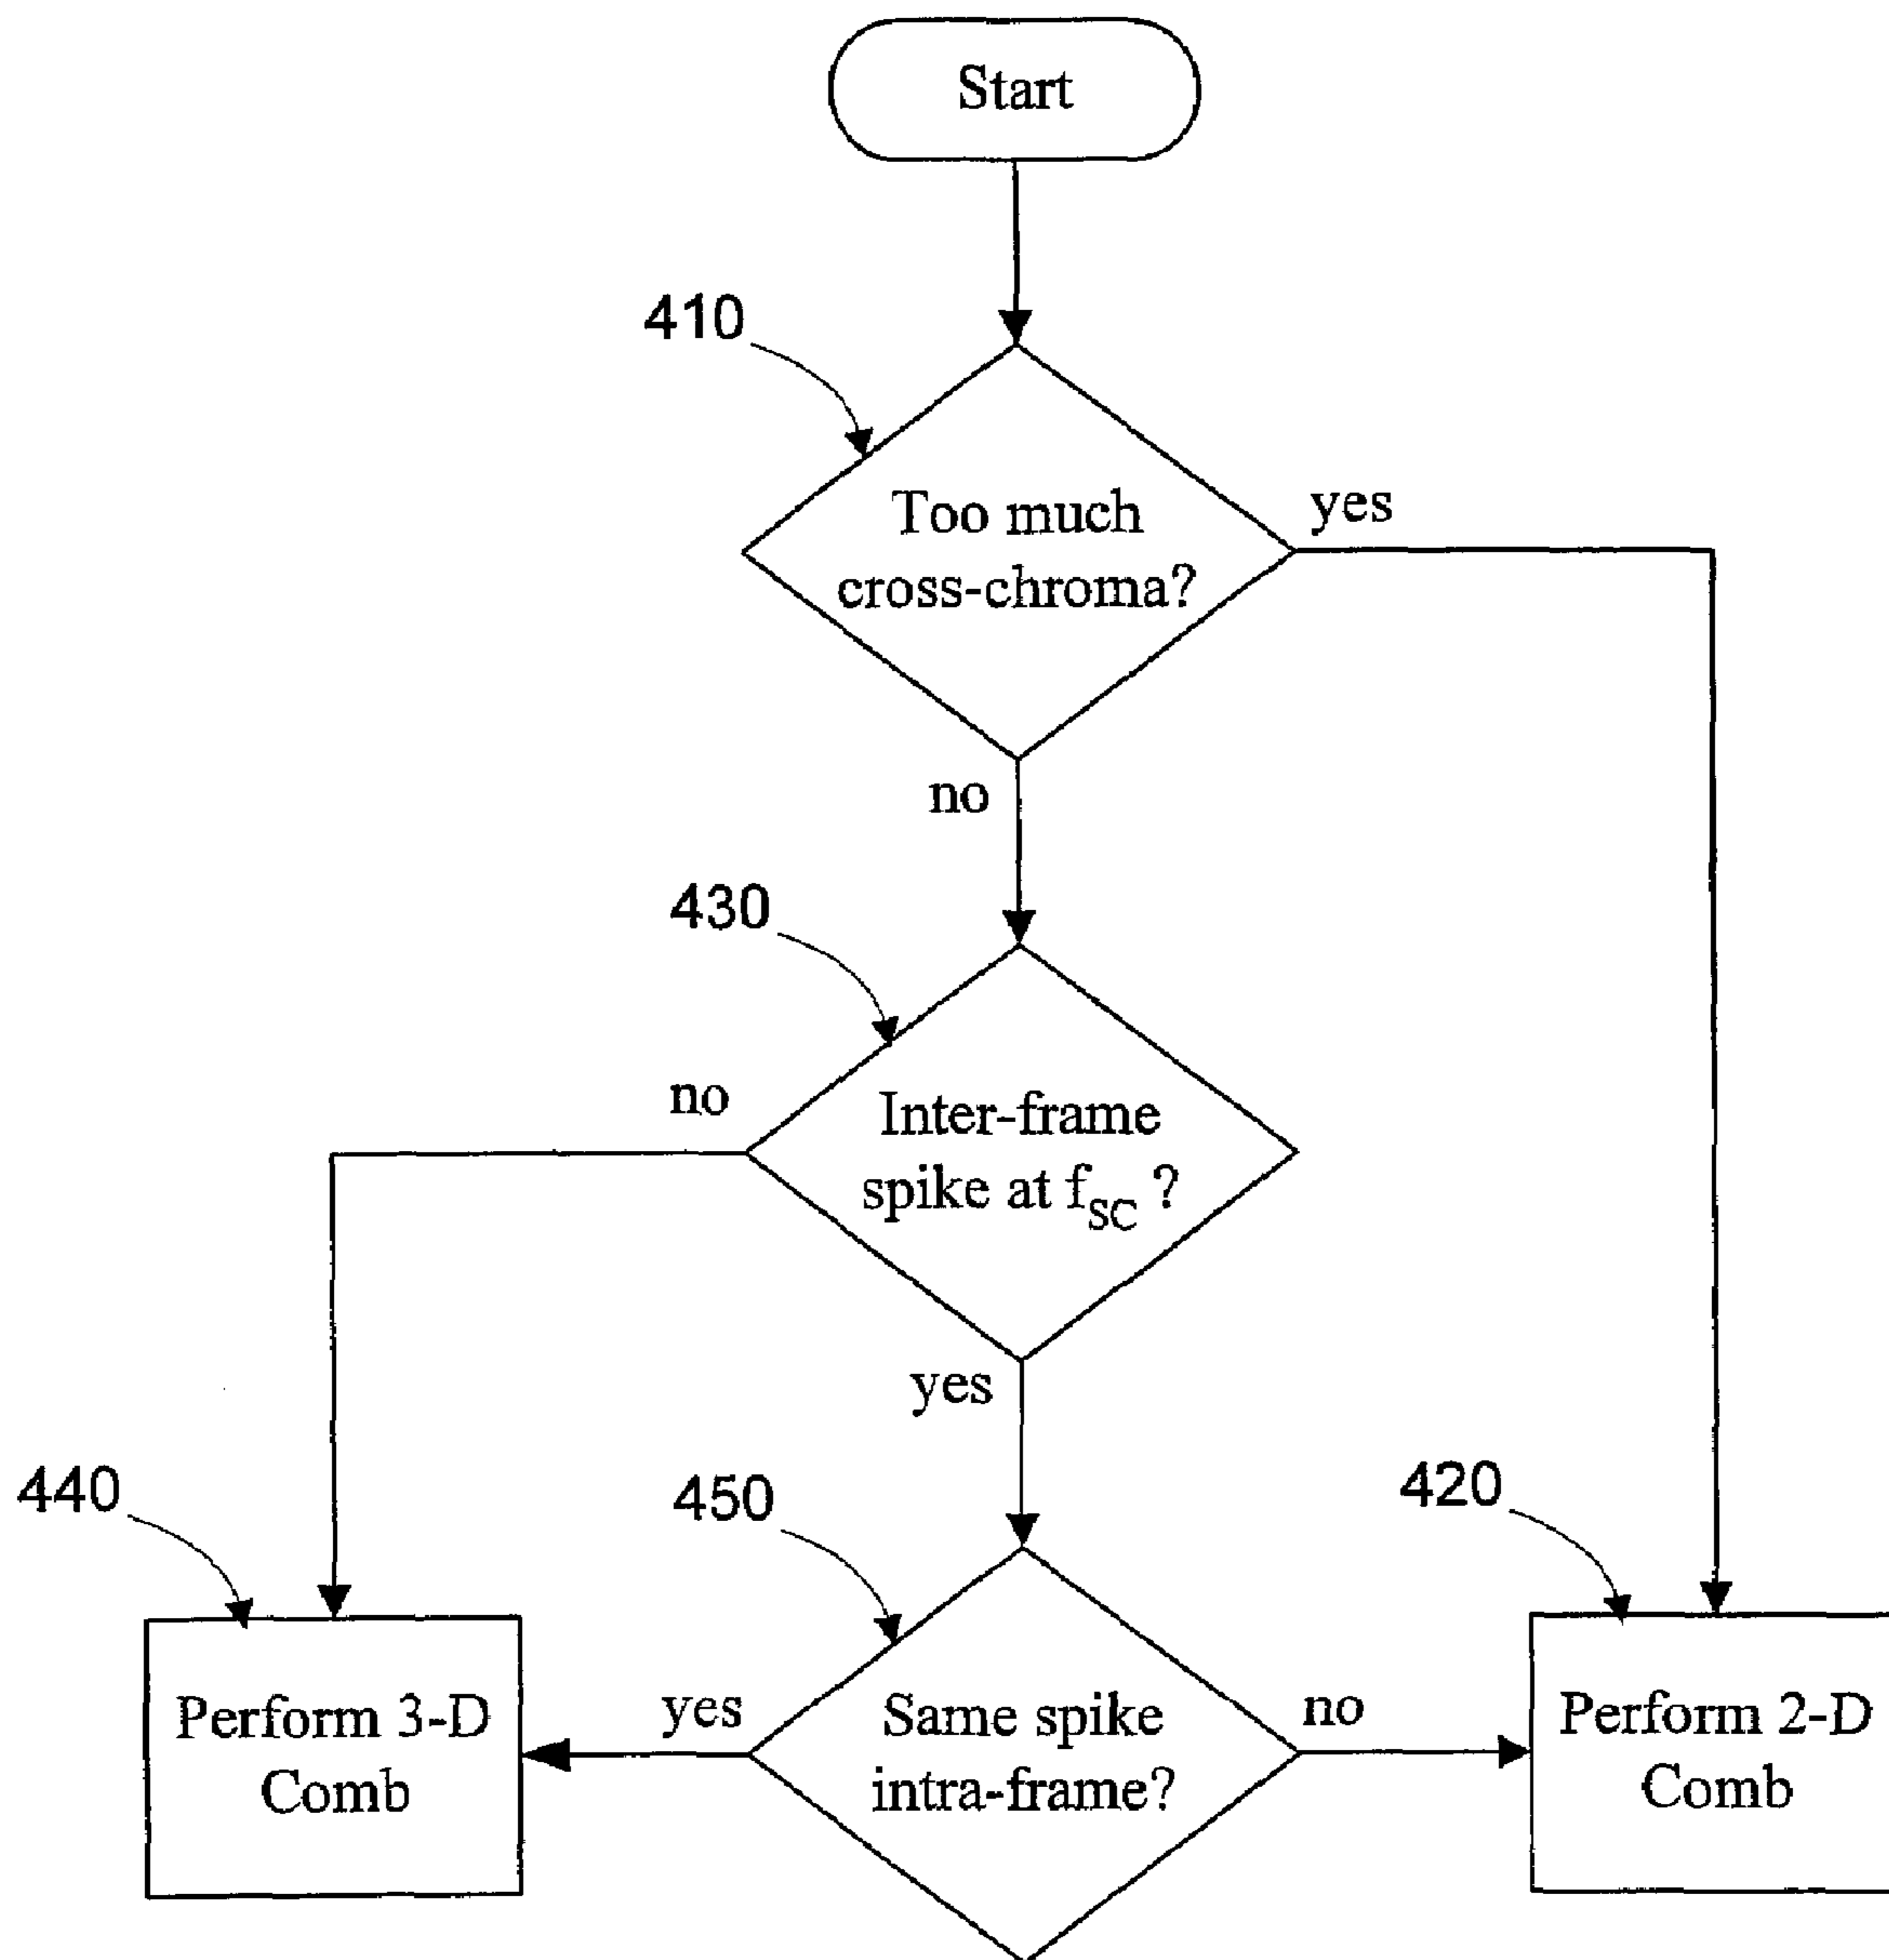 Start
410
Too much
cross-chroma?
yes
no
430
no
Inter-frame
spike at fSC ?
yes
440
450
420
Perform 3-D
Comb
yes
Same spike
intra-frame?
no
Perform 2-D
Comb